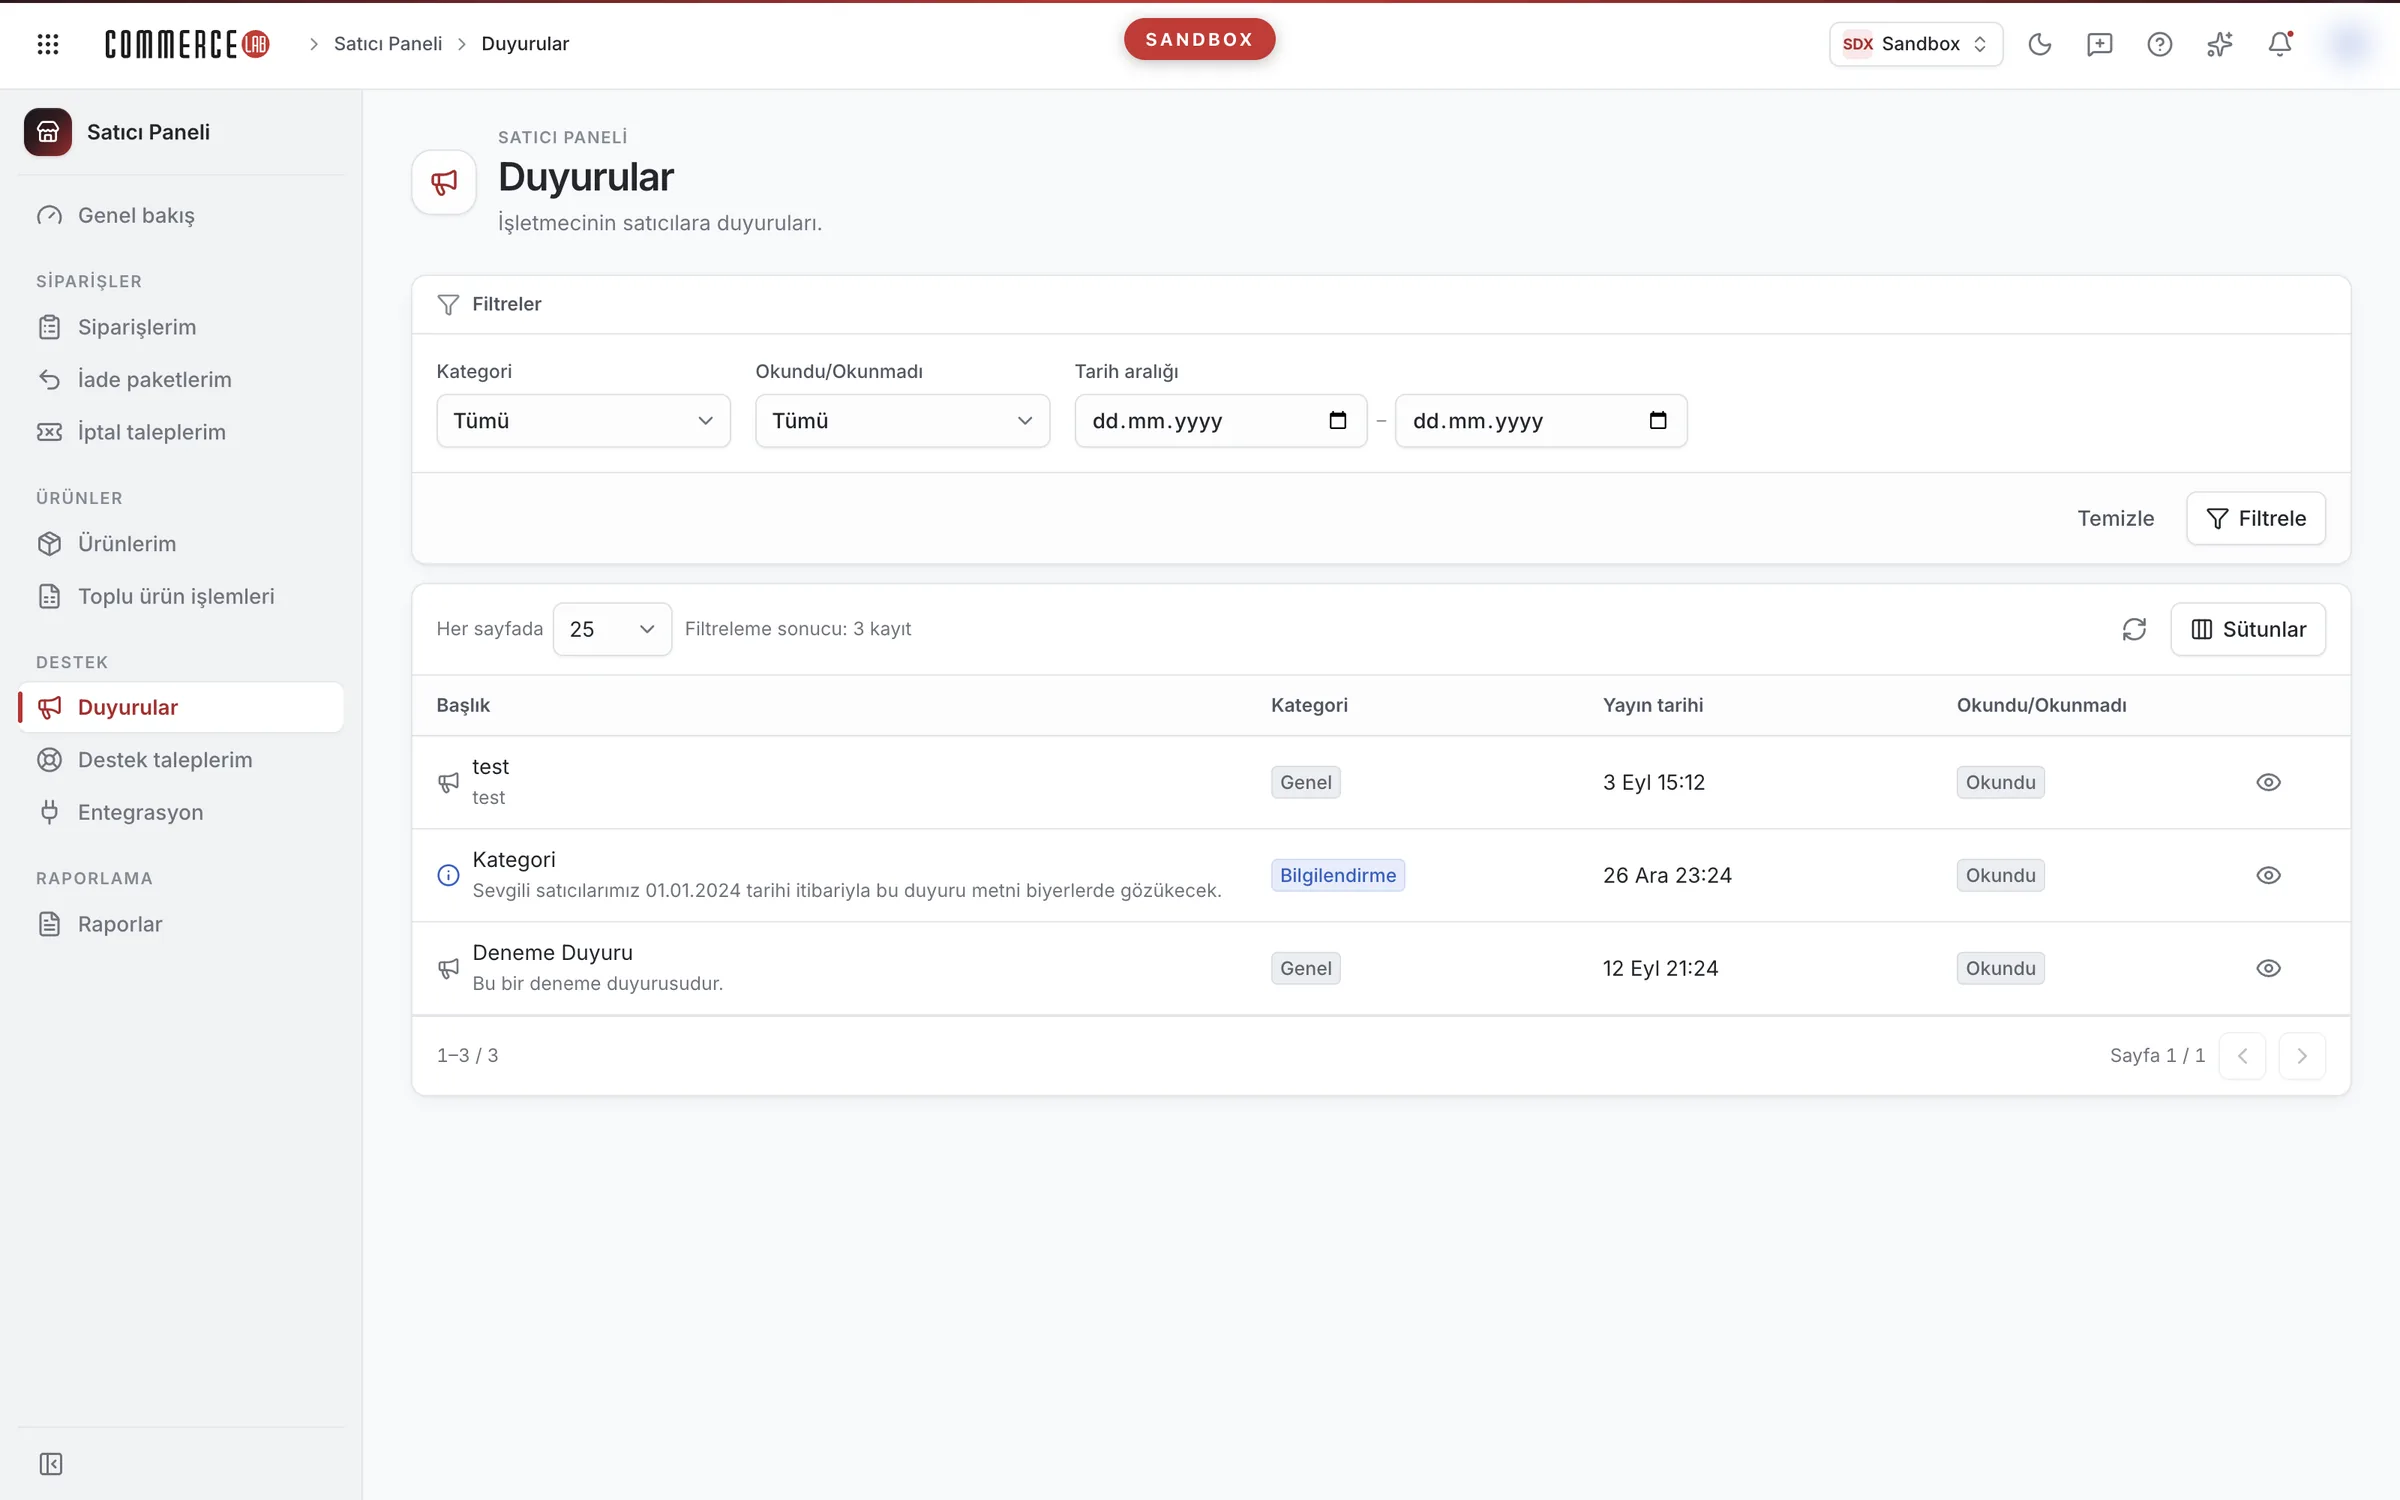 COMMERCE LAB
Satıcı Paneli
Duyurular
SANDBOX
SDX Sandbox
Satıcı Paneli
Genel bakış
SİPARİŞLER
Siparişlerim
İade paketlerim
İptal taleplerim
ÜRÜNLER
Ürünlerim
Toplu ürün işlemleri
DESTEK
Duyurular
Destek taleplerim
Entegrasyon
RAPORLAMA
Raporlar
SATICI PANELİ
Duyurular
İşletmecinin satıcılara duyuruları.
Filtreler
Kategori Okundu/Okunmadı Tarih aralığı
Tümü Tümü dd.mm.yyyy – dd.mm.yyyy
Temizle Filtrele
Her sayfada 25 Filtreleme sonucu: 3 kayıt Sütunlar
Başlık Kategori Yayın tarihi Okundu/Okunmadı
test
test
Genel 3 Eyl 15:12 Okundu
Kategori
Sevgili satıcılarımız 01.01.2024 tarihi itibariyla bu duyuru metni biyerlerde gözükecek.
Bilgilendirme 26 Ara 23:24 Okundu
Deneme Duyuru
Bu bir deneme duyurusudur.
Genel 12 Eyl 21:24 Okundu
1–3 / 3 Sayfa 1 / 1